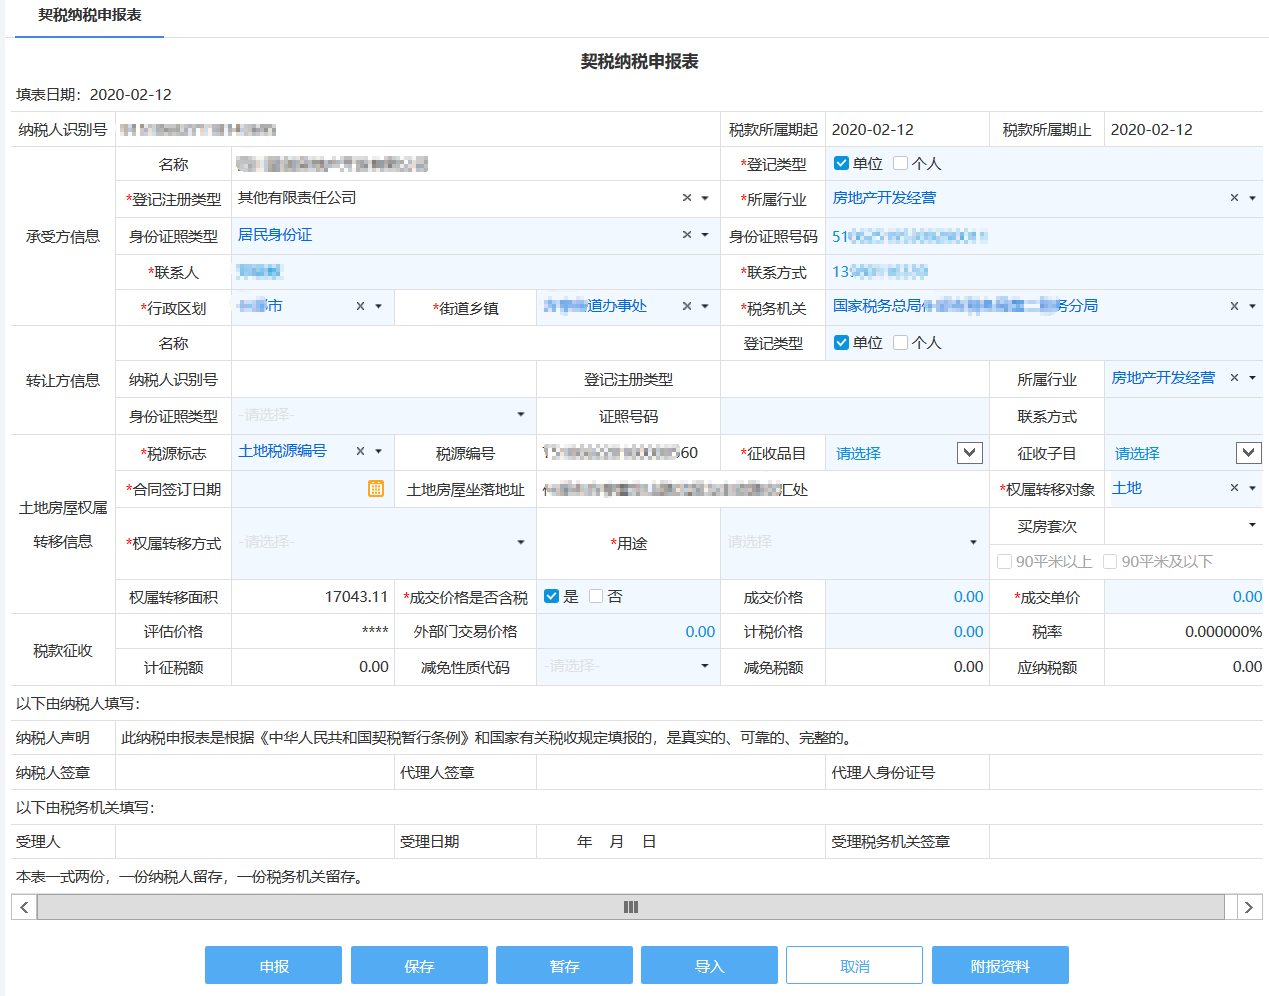 契税纳税申报表
契税纳税申报表
填表日期：2020-02-12
纳税人识别号 税款所属期起 2020-02-12 税款所属期止 2020-02-12
名称 *登记类型 单位 个人
*登记注册类型 其他有限责任公司 *所属行业 房地产开发经营
承受方信息
身份证照类型 居民身份证 身份证照号码 51
*联系人 *联系方式 13
*行政区划 市 *街道乡镇 街道办事处 *税务机关 国家税务总局 务分局
名称 登记类型 单位 个人
转让方信息
纳税人识别号 登记注册类型 所属行业 房地产开发经营
身份证照类型 -请选择- 证照号码 联系方式
*税源标志 土地税源编号 税源编号 60 *征收品目 请选择 征收子目 请选择
*合同签订日期 土地房屋坐落地址 汇处 *权属转移对象 土地
土地房屋权属
转移信息
*权属转移方式 -请选择- *用途 请选择 买房套次
90平米以上 90平米及以下
权属转移面积 17043.11 *成交价格是否含税 是 否 成交价格 0.00 *成交单价 0.00
税款征收
评估价格 **** 外部门交易价格 0.00 计税价格 0.00 税率 0.000000%
计征税额 0.00 减免性质代码 -请选择- 减免税额 0.00 应纳税额 0.00
以下由纳税人填写：
纳税人声明 此纳税申报表是根据《中华人民共和国契税暂行条例》和国家有关税收规定填报的，是真实的、可靠的、完整的。
纳税人签章 代理人签章 代理人身份证号
以下由税务机关填写：
受理人 受理日期 年 月 日 受理税务机关签章
本表一式两份，一份纳税人留存，一份税务机关留存。
申报 保存 暂存 导入 取消 附报资料